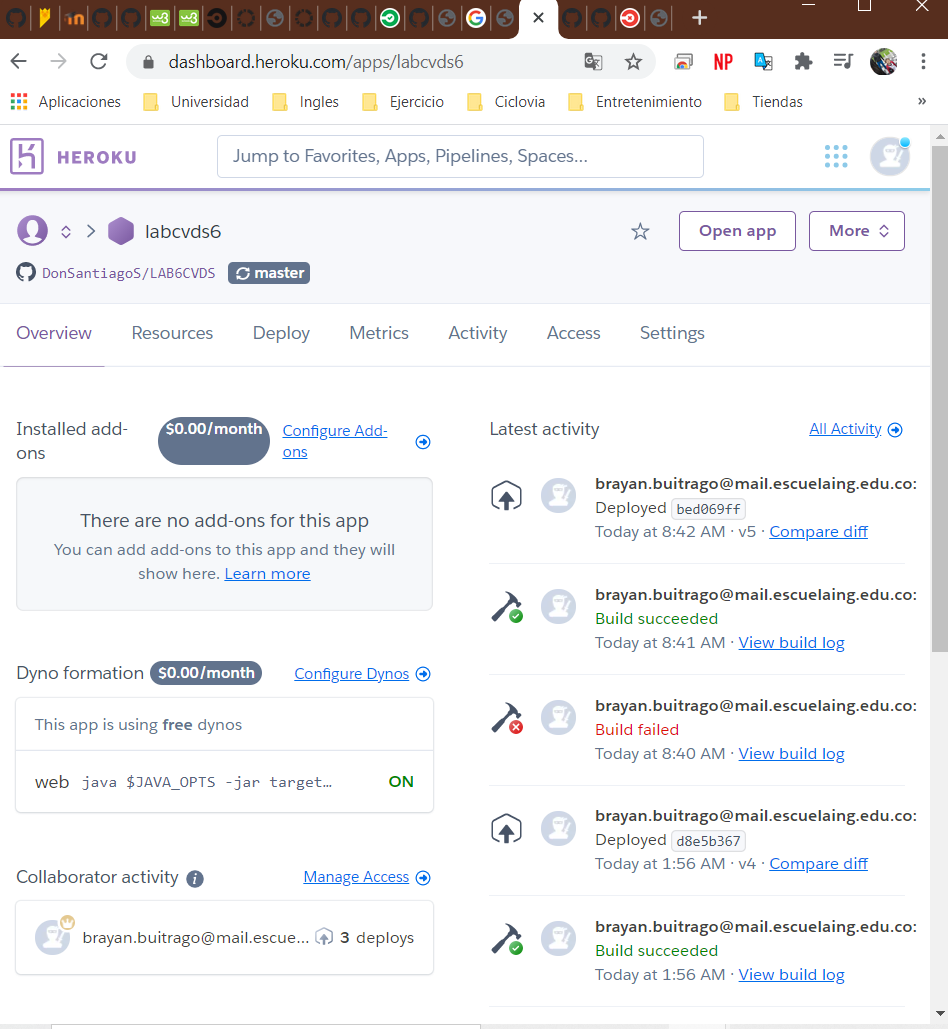 dashboard.heroku.com/apps/labcvds6
NP
Aplicaciones Universidad Ingles Ejercicio Ciclovia Entretenimiento Tiendas »
HEROKU
Jump to Favorites, Apps, Pipelines, Spaces...
labcvds6
Open app
More
DonSantiagoS/LAB6CVDS master
Overview Resources Deploy Metrics Activity Access Settings
Installed add-ons $0.00/month Configure Add-ons
There are no add-ons for this app
You can add add-ons to this app and they will
show here. Learn more
Dyno formation $0.00/month Configure Dynos
This app is using free dynos
web java $JAVA_OPTS -jar target… ON
Collaborator activity Manage Access
brayan.buitrago@mail.escue... 3 deploys
Latest activity All Activity
brayan.buitrago@mail.escuelaing.edu.co:
Deployed bed069ff
Today at 8:42 AM · v5 · Compare diff
brayan.buitrago@mail.escuelaing.edu.co:
Build succeeded
Today at 8:41 AM · View build log
brayan.buitrago@mail.escuelaing.edu.co:
Build failed
Today at 8:40 AM · View build log
brayan.buitrago@mail.escuelaing.edu.co:
Deployed d8e5b367
Today at 1:56 AM · v4 · Compare diff
brayan.buitrago@mail.escuelaing.edu.co:
Build succeeded
Today at 1:56 AM · View build log